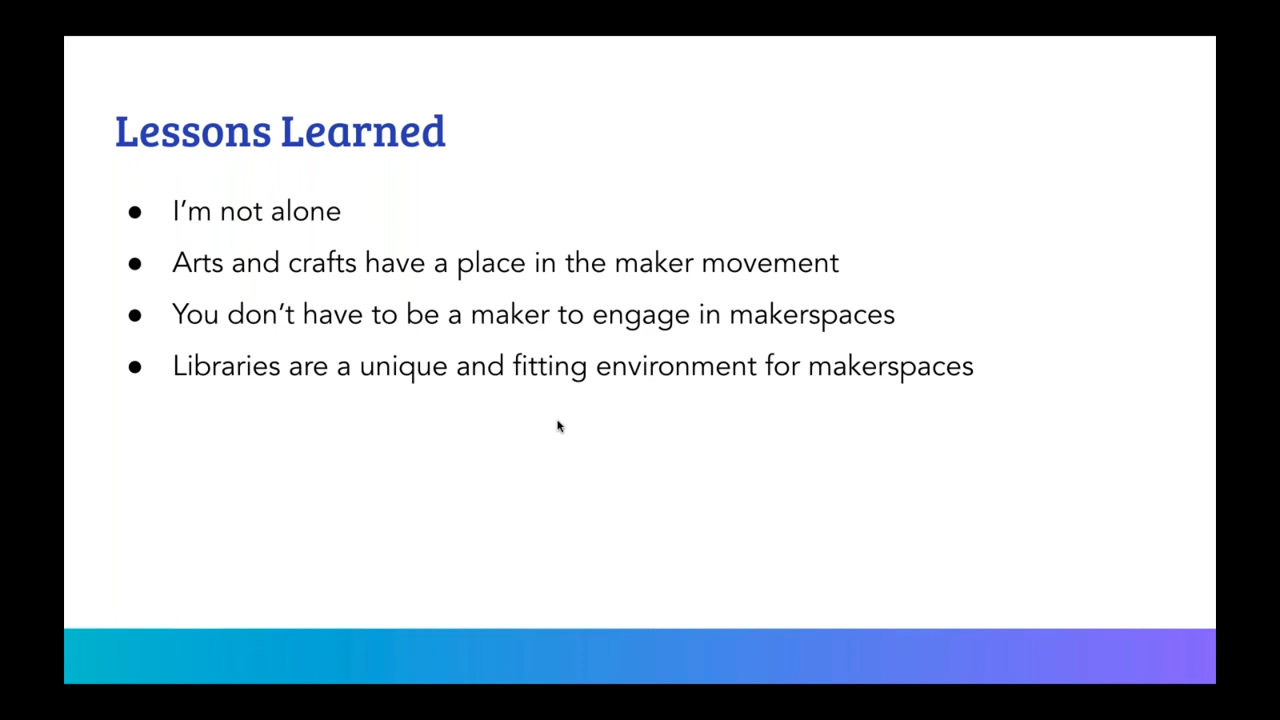 Lessons Learned
● I’m not alone
● Arts and crafts have a place in the maker movement
● You don’t have to be a maker to engage in makerspaces
● Libraries are a unique and fitting environment for makerspaces